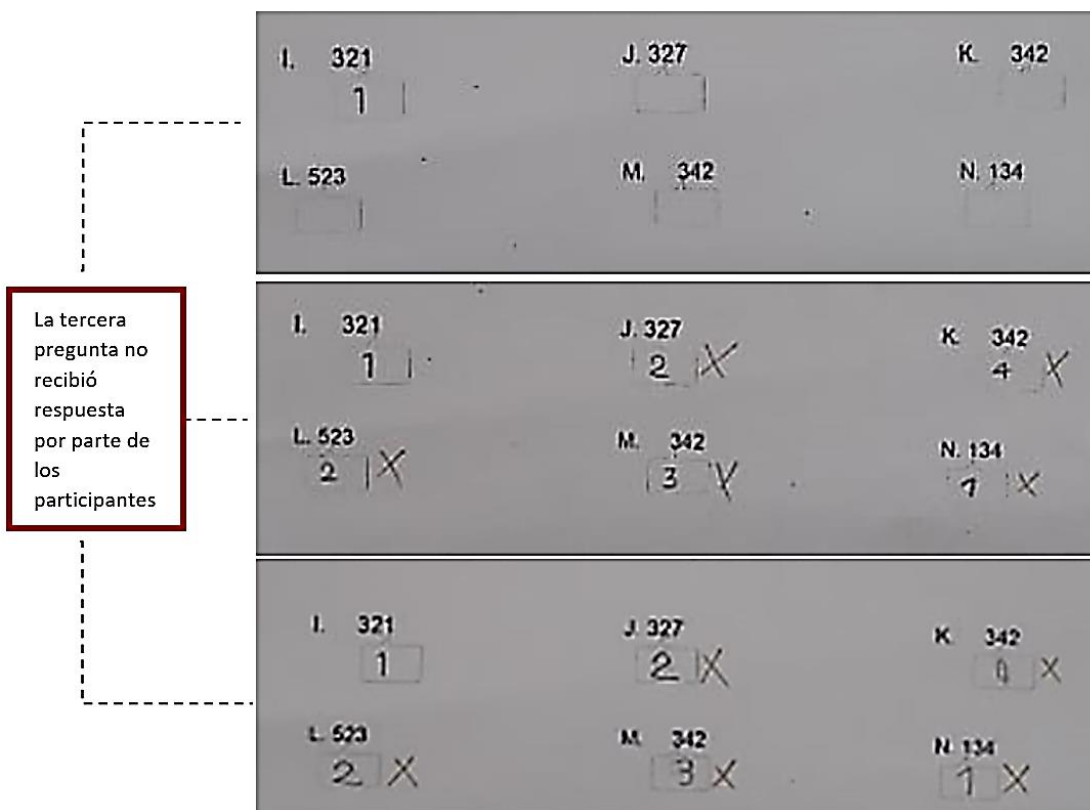 La tercera
pregunta no
recibió
respuesta
por parte de
los
participantes
I. 321 J. 327 K. 342
1
L. 523 M. 342 N. 134
I. 321 J. 327 K. 342
1 2 X 4 X
L. 523 M. 342 N. 134
2 X 3 X 1 X
I. 321 J. 327 K. 342
1 2 X X
L. 523 M. 342 N. 134
2 X 3 X 1 X